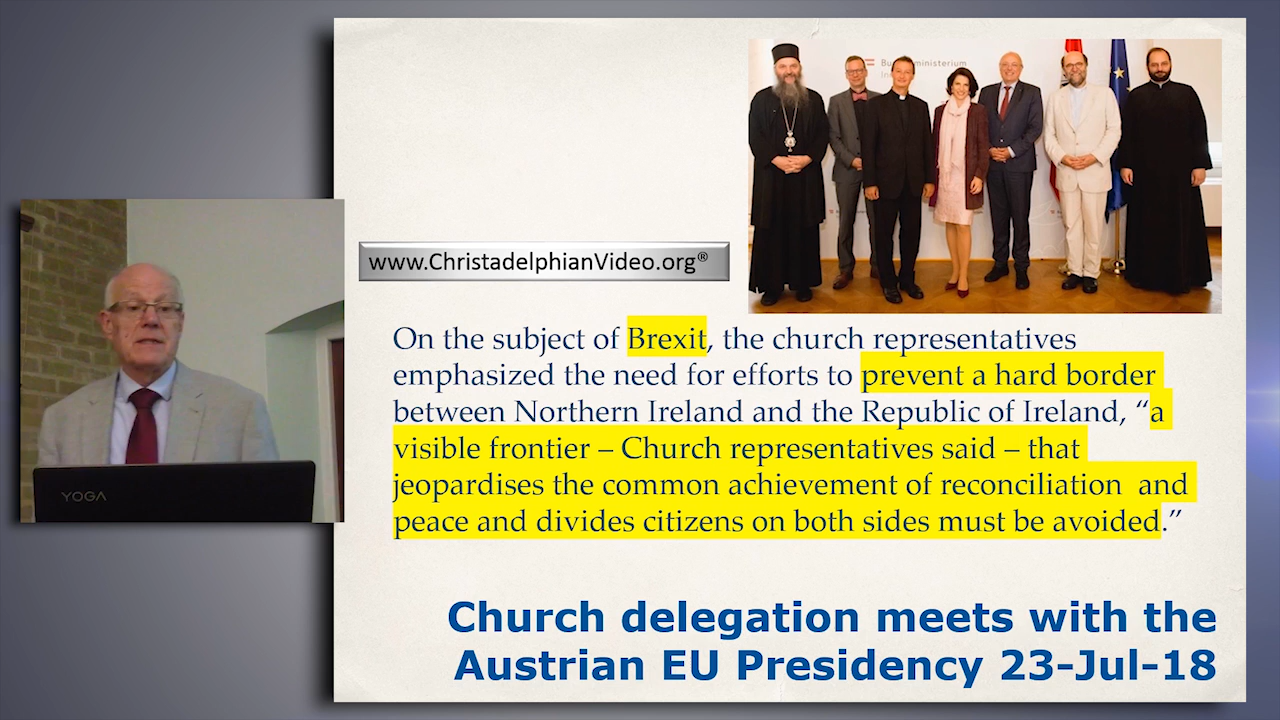 Bundesministerium
www.ChristadelphianVideo.org®
On the subject of Brexit, the church representatives
emphasized the need for efforts to prevent a hard border
between Northern Ireland and the Republic of Ireland, “a
visible frontier – Church representatives said – that
jeopardises the common achievement of reconciliation and
peace and divides citizens on both sides must be avoided.”
YOGA
Church delegation meets with the
Austrian EU Presidency 23-Jul-18